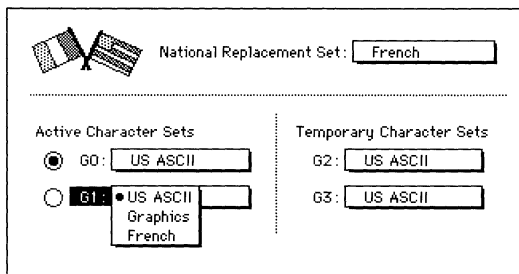 National Replacement Set: French
Active Character Sets
G0: US ASCII
G1: US ASCII
Graphics
French
Temporary Character Sets
G2: US ASCII
G3: US ASCII